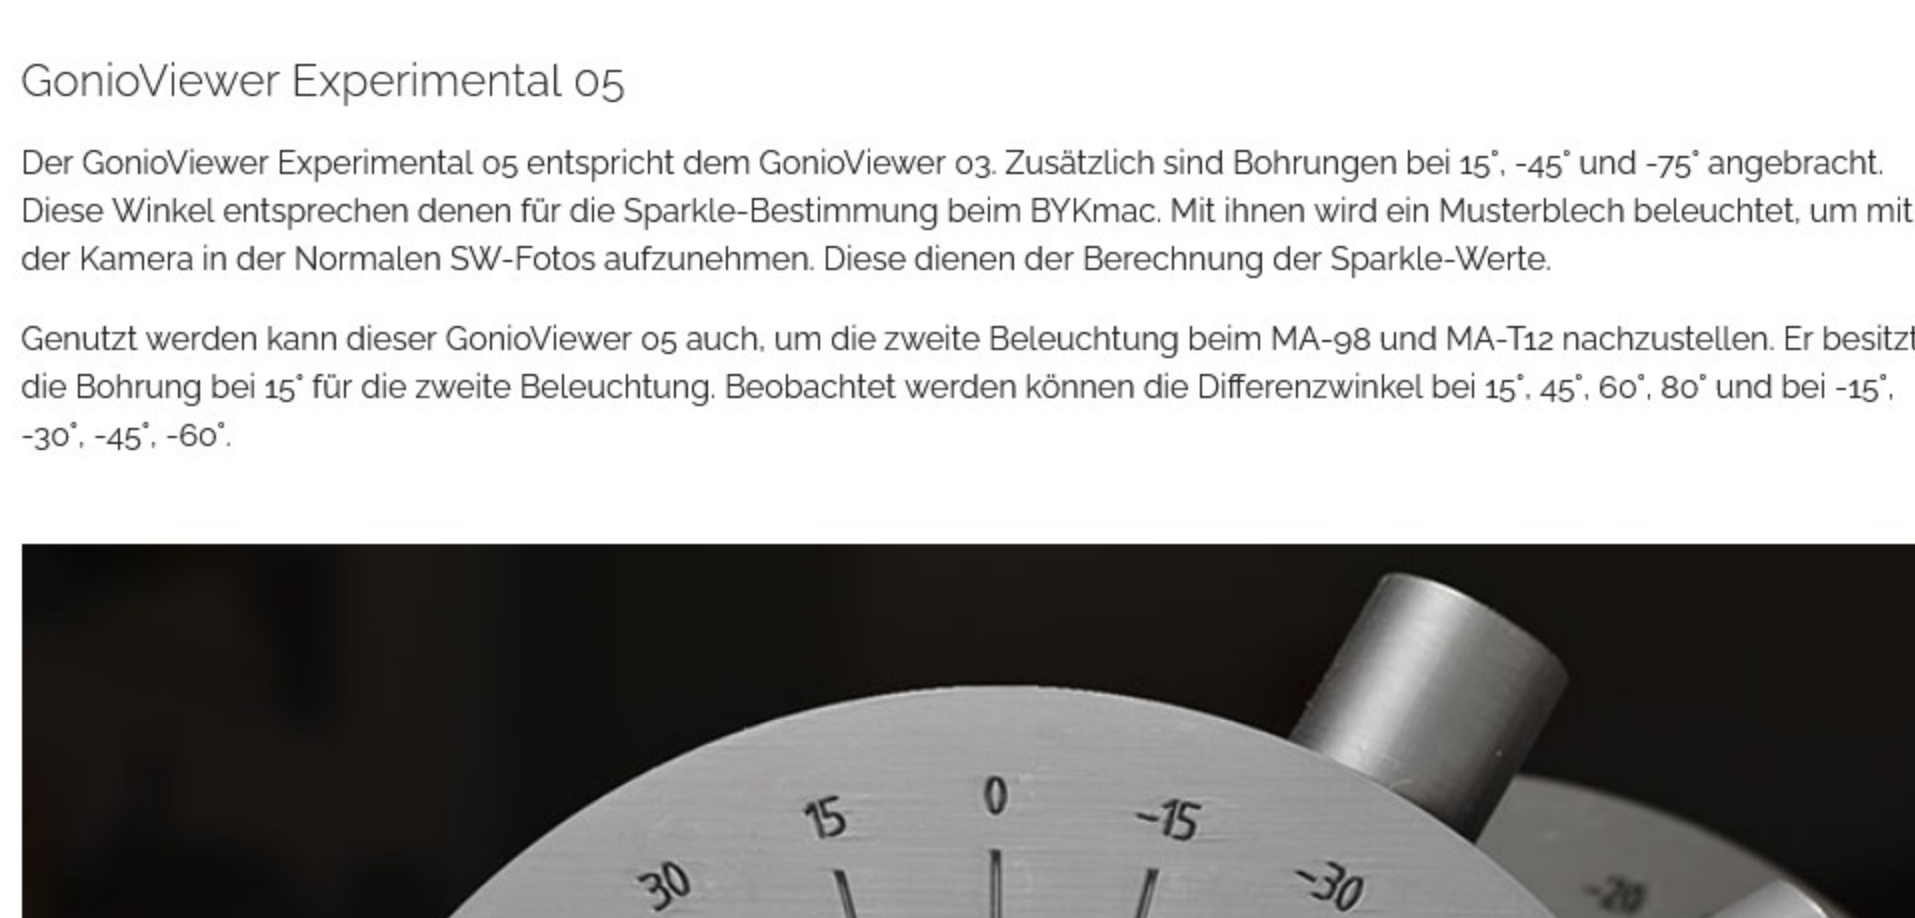 GonioViewer Experimental 05
Der GonioViewer Experimental 05 entspricht dem GonioViewer 03. Zusätzlich sind Bohrungen bei 15°, -45° und -75° angebracht.
Diese Winkel entsprechen denen für die Sparkle-Bestimmung beim BYKmac. Mit ihnen wird ein Musterblech beleuchtet, um mit
der Kamera in der Normalen SW-Fotos aufzunehmen. Diese dienen der Berechnung der Sparkle-Werte.
Genutzt werden kann dieser GonioViewer 05 auch, um die zweite Beleuchtung beim MA-98 und MA-T12 nachzustellen. Er besitzt
die Bohrung bei 15° für die zweite Beleuchtung. Beobachtet werden können die Differenzwinkel bei 15°, 45°, 60°, 80° und bei -15°,
-30°, -45°, -60°.
30 15 0 -15 -30
-20